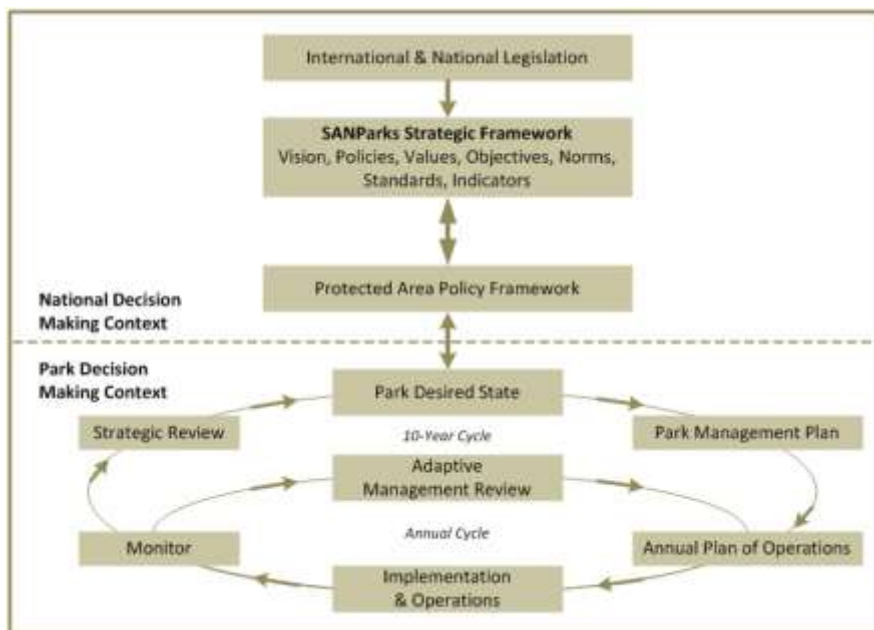 International & National Legislation
SANParks Strategic Framework
Vision, Policies, Values, Objectives, Norms,
Standards, Indicators
Protected Area Policy Framework
National Decision
Making Context
Park Decision
Making Context
Park Desired State
Strategic Review
10-Year Cycle
Park Management Plan
Adaptive
Management Review
Monitor
Annual Cycle
Annual Plan of Operations
Implementation
& Operations